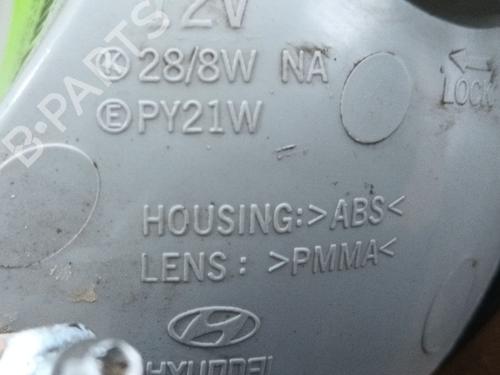 12V
Ⓚ 28/8W NA
Ⓔ PY21W
LOCK
HOUSING:>ABS<
LENS: >PMMA<
HYUNDAI
B-PARTS